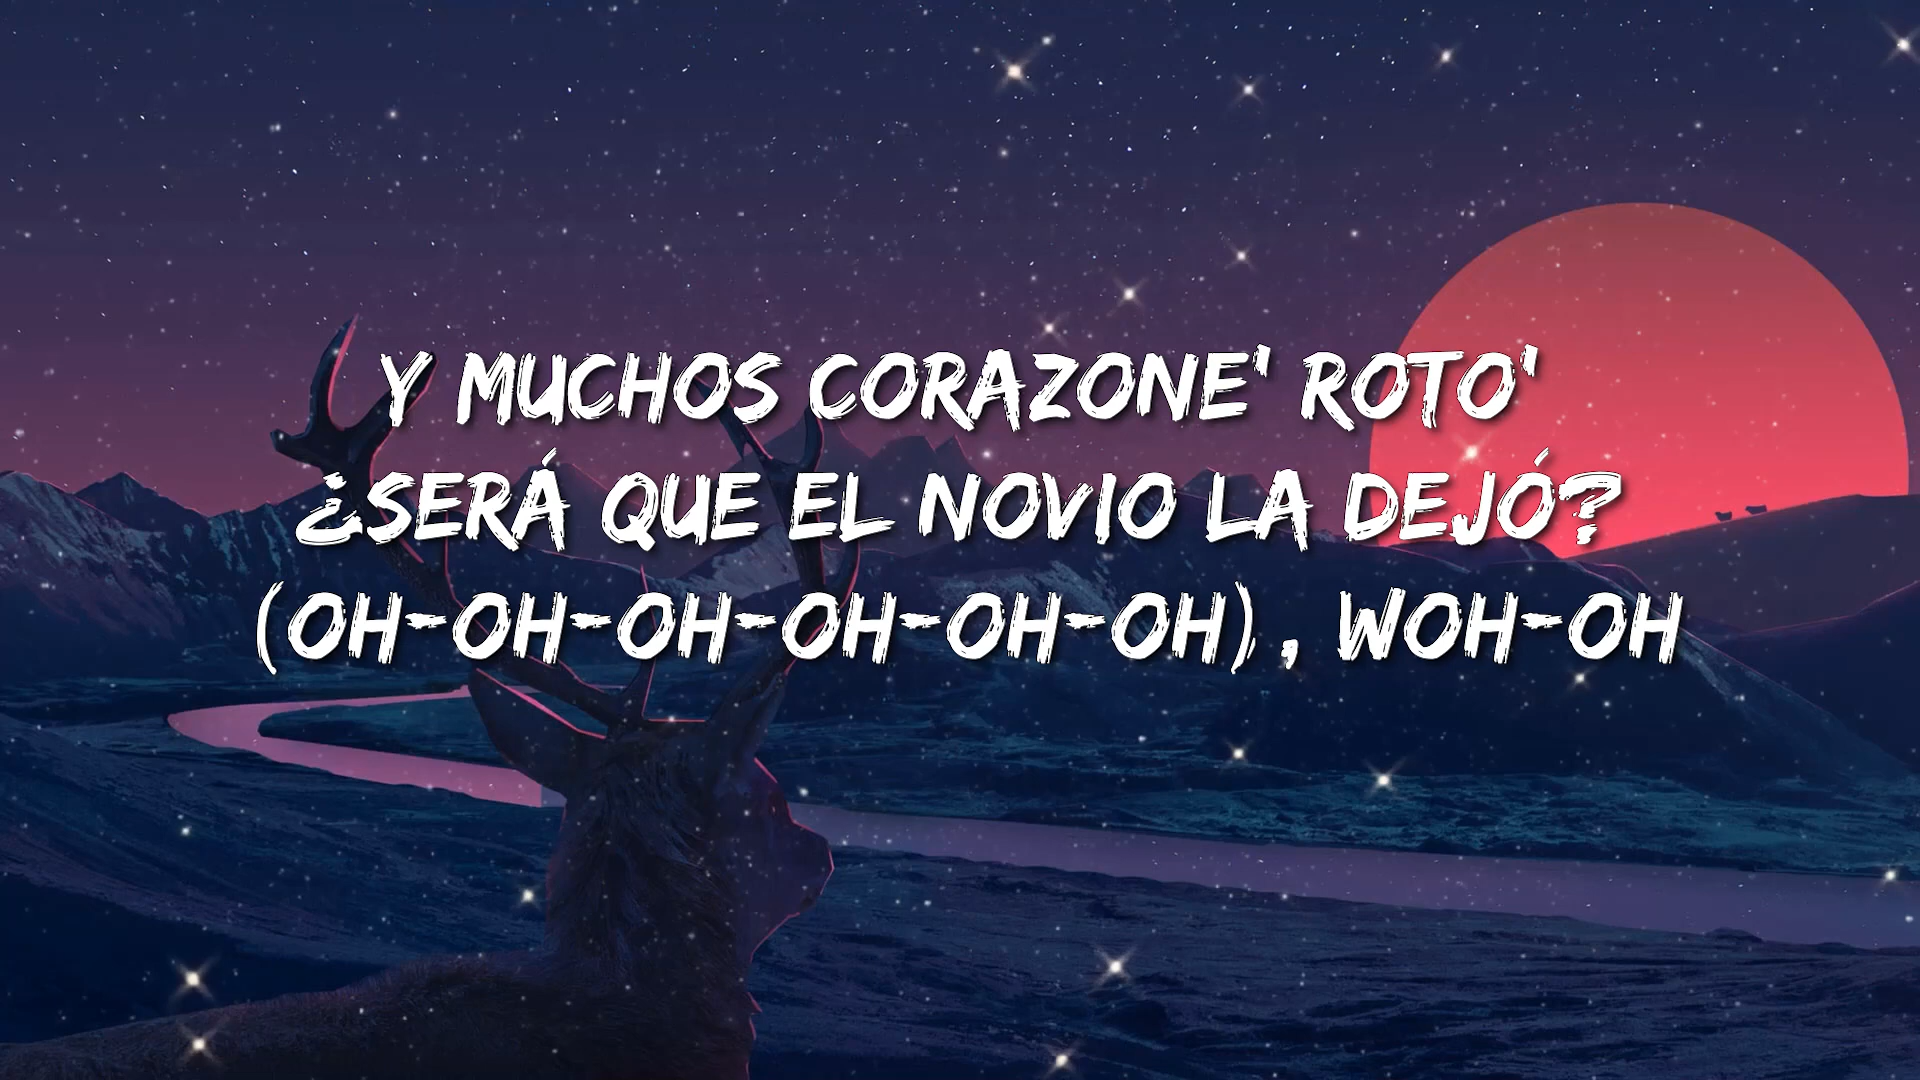 Y MUCHOS CORAZONE' ROTO'
¿SERÁ QUE EL NOVIO LA DEJÓ?
(OH-OH-OH-OH-OH-OH), WOH-OH